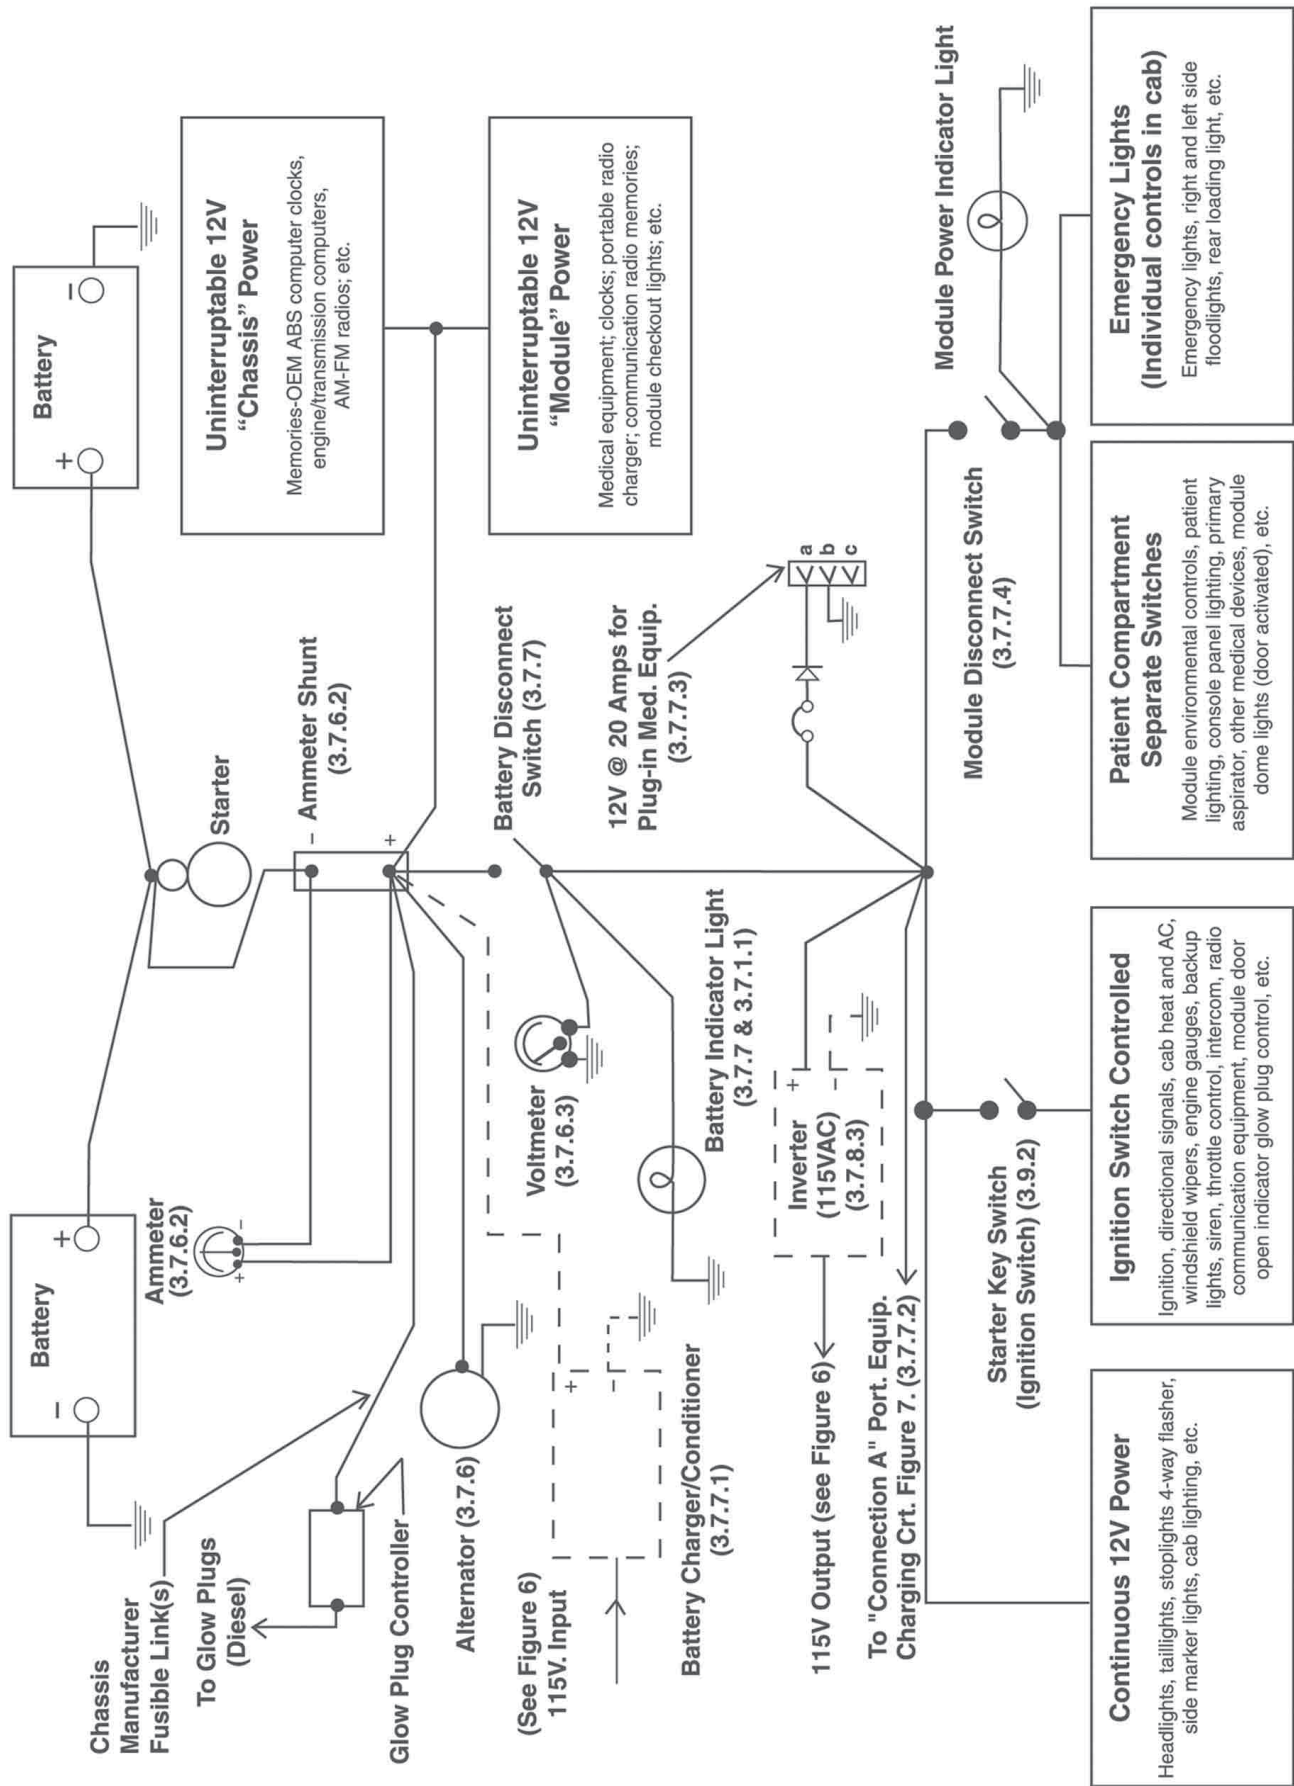 Battery
−
+
Battery
+
−
Chassis
Manufacturer
Fusible Link(s)
To Glow Plugs
(Diesel)
Glow Plug Controller
Ammeter
(3.7.6.2)
+
−
Starter
Ammeter Shunt
(3.7.6.2)
−
+
Uninterruptable 12V
“Chassis” Power
Memories-OEM ABS computer clocks,
engine/transmission computers,
AM-FM radios; etc.
Uninterruptable 12V
“Module” Power
Medical equipment; clocks; portable radio
charger; communication radio memories;
module checkout lights; etc.
Alternator (3.7.6)
(See Figure 6)
115V. Input
+
−
Battery Charger/Conditioner
(3.7.7.1)
Voltmeter
(3.7.6.3)
Battery Disconnect
Switch (3.7.7)
Battery Indicator Light
(3.7.7 & 3.7.1.1)
12V @ 20 Amps for
Plug-in Med. Equip.
(3.7.7.3)
a
b
c
Inverter
(115VAC)
(3.7.8.3)
+
−
115V Output (see Figure 6)
To "Connection A" Port. Equip.
Charging Crt. Figure 7. (3.7.7.2)
Starter Key Switch
(Ignition Switch) (3.9.2)
Module Disconnect Switch
(3.7.7.4)
Module Power Indicator Light
Continuous 12V Power
Headlights, taillights, stoplights 4-way flasher,
side marker lights, cab lighting, etc.
Ignition Switch Controlled
Ignition, directional signals, cab heat and AC,
windshield wipers, engine gauges, backup
lights, siren, throttle control, intercom, radio
communication equipment, module door
open indicator glow plug control, etc.
Patient Compartment
Separate Switches
Module environmental controls, patient
lighting, console panel lighting, primary
aspirator, other medical devices, module
dome lights (door activated), etc.
Emergency Lights
(Individual controls in cab)
Emergency lights, right and left side
floodlights, rear loading light, etc.